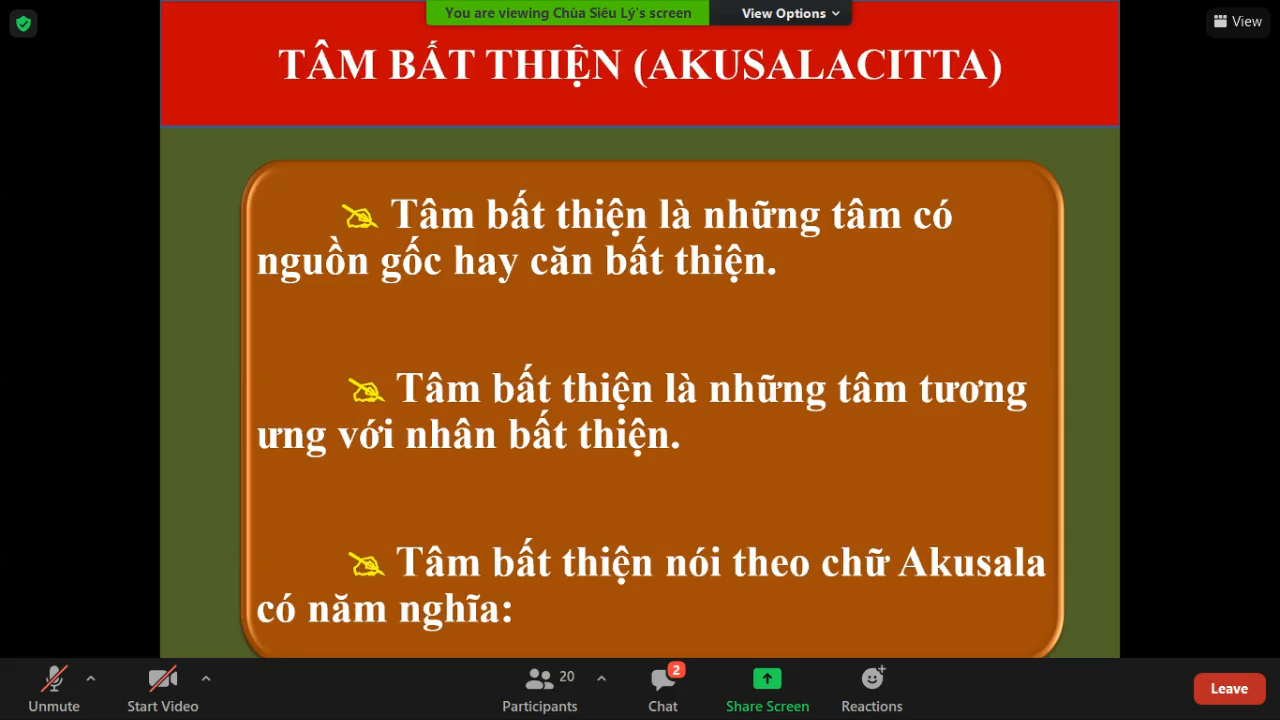 You are viewing Chùa Siêu Lý's screen
View Options
View
TÂM BẤT THIỆN (AKUSALACITTA)
Tâm bất thiện là những tâm có
nguồn gốc hay căn bất thiện.
Tâm bất thiện là những tâm tương
ưng với nhân bất thiện.
Tâm bất thiện nói theo chữ Akusala
có năm nghĩa:
Unmute
Start Video
Participants
20
Chat
2
Share Screen
Reactions
Leave